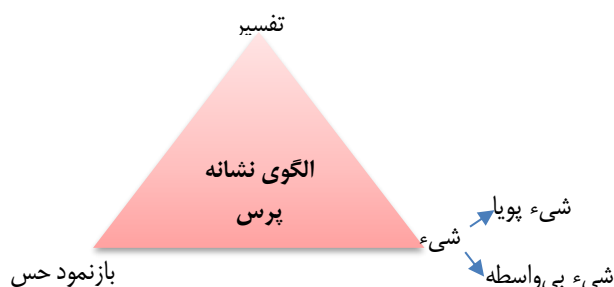 تفسیر
الگوی نشانه
پرس
شیء پویا
شیء
شیء بی‌واسطه
بازنمود حس